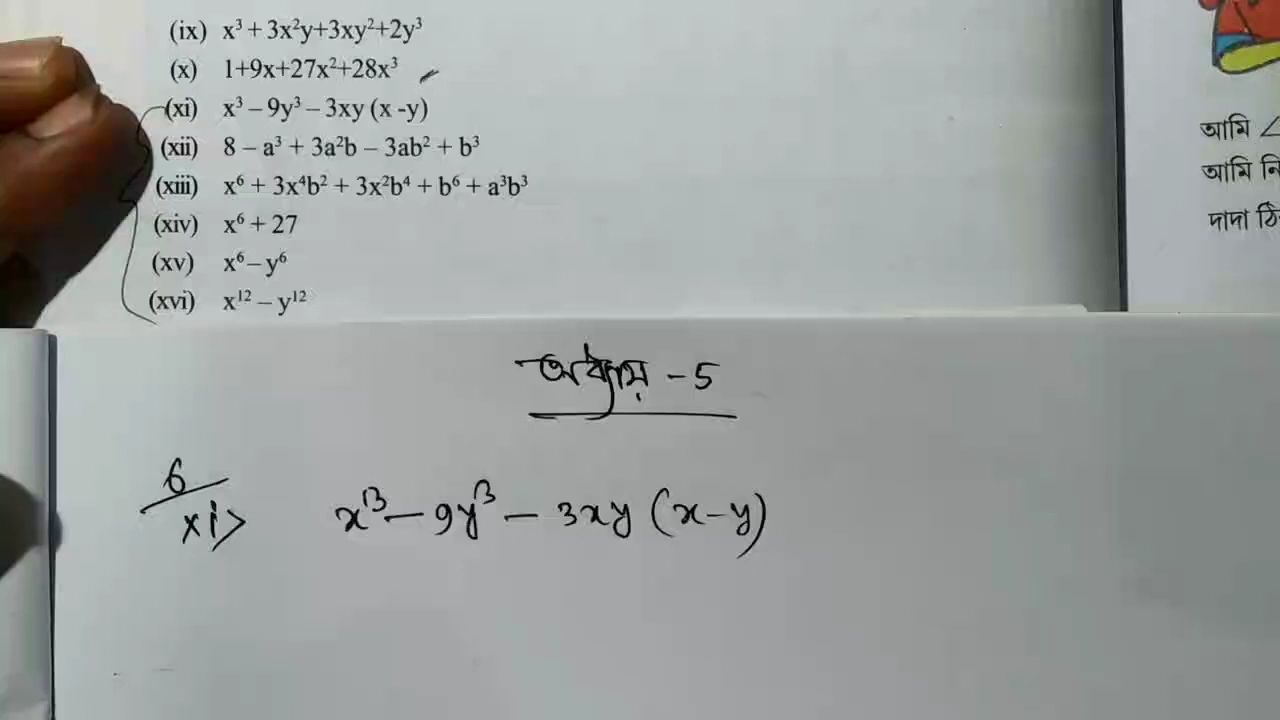 (ix) x³ + 3x²y+3xy²+2y³
(x) 1+9x+27x²+28x³
(xi) x³ – 9y³ – 3xy (x -y)
(xii) 8 – a³ + 3a²b – 3ab² + b³
(xiii) x⁶ + 3x⁴b² + 3x²b⁴ + b⁶ + a³b³
(xiv) x⁶ + 27
(xv) x⁶ – y⁶
(xvi) x¹² – y¹²
আমি ∠
আমি নি
দাদা ঠি
অধ্যায় - 5
6
xi> x³ – 9y³ – 3xy (x – y)